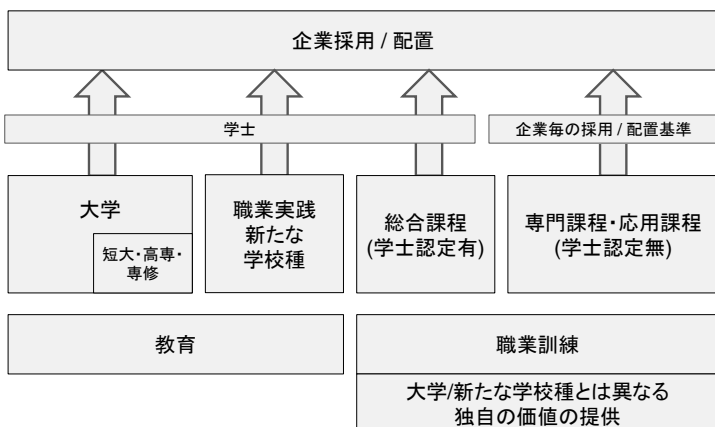 企業採用 / 配置
学士
企業毎の採用 / 配置基準
大学
短大・高専・
専修
職業実践
新たな
学校種
総合課程
(学士認定有)
専門課程・応用課程
(学士認定無)
教育
職業訓練
大学/新たな学校種とは異なる
独自の価値の提供